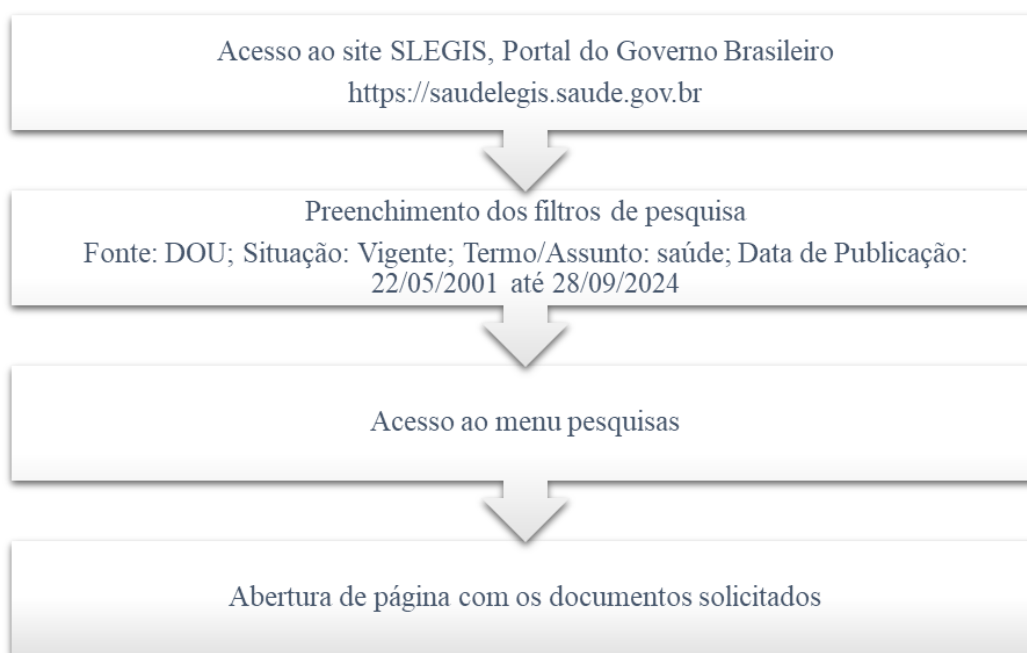 Acesso ao site SLEGIS, Portal do Governo Brasileiro
https://saudelegis.saude.gov.br
Preenchimento dos filtros de pesquisa
Fonte: DOU; Situação: Vigente; Termo/Assunto: saúde; Data de Publicação:
22/05/2001 até 28/09/2024
Acesso ao menu pesquisas
Abertura de página com os documentos solicitados